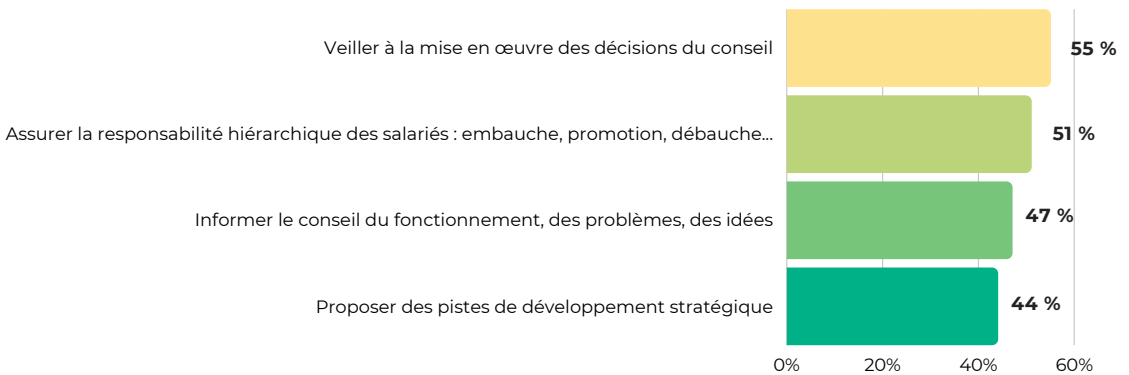 Veiller à la mise en œuvre des décisions du conseil
55 %
Assurer la responsabilité hiérarchique des salariés : embauche, promotion, débauche...
51 %
Informer le conseil du fonctionnement, des problèmes, des idées
47 %
Proposer des pistes de développement stratégique
44 %
0% 20% 40% 60%